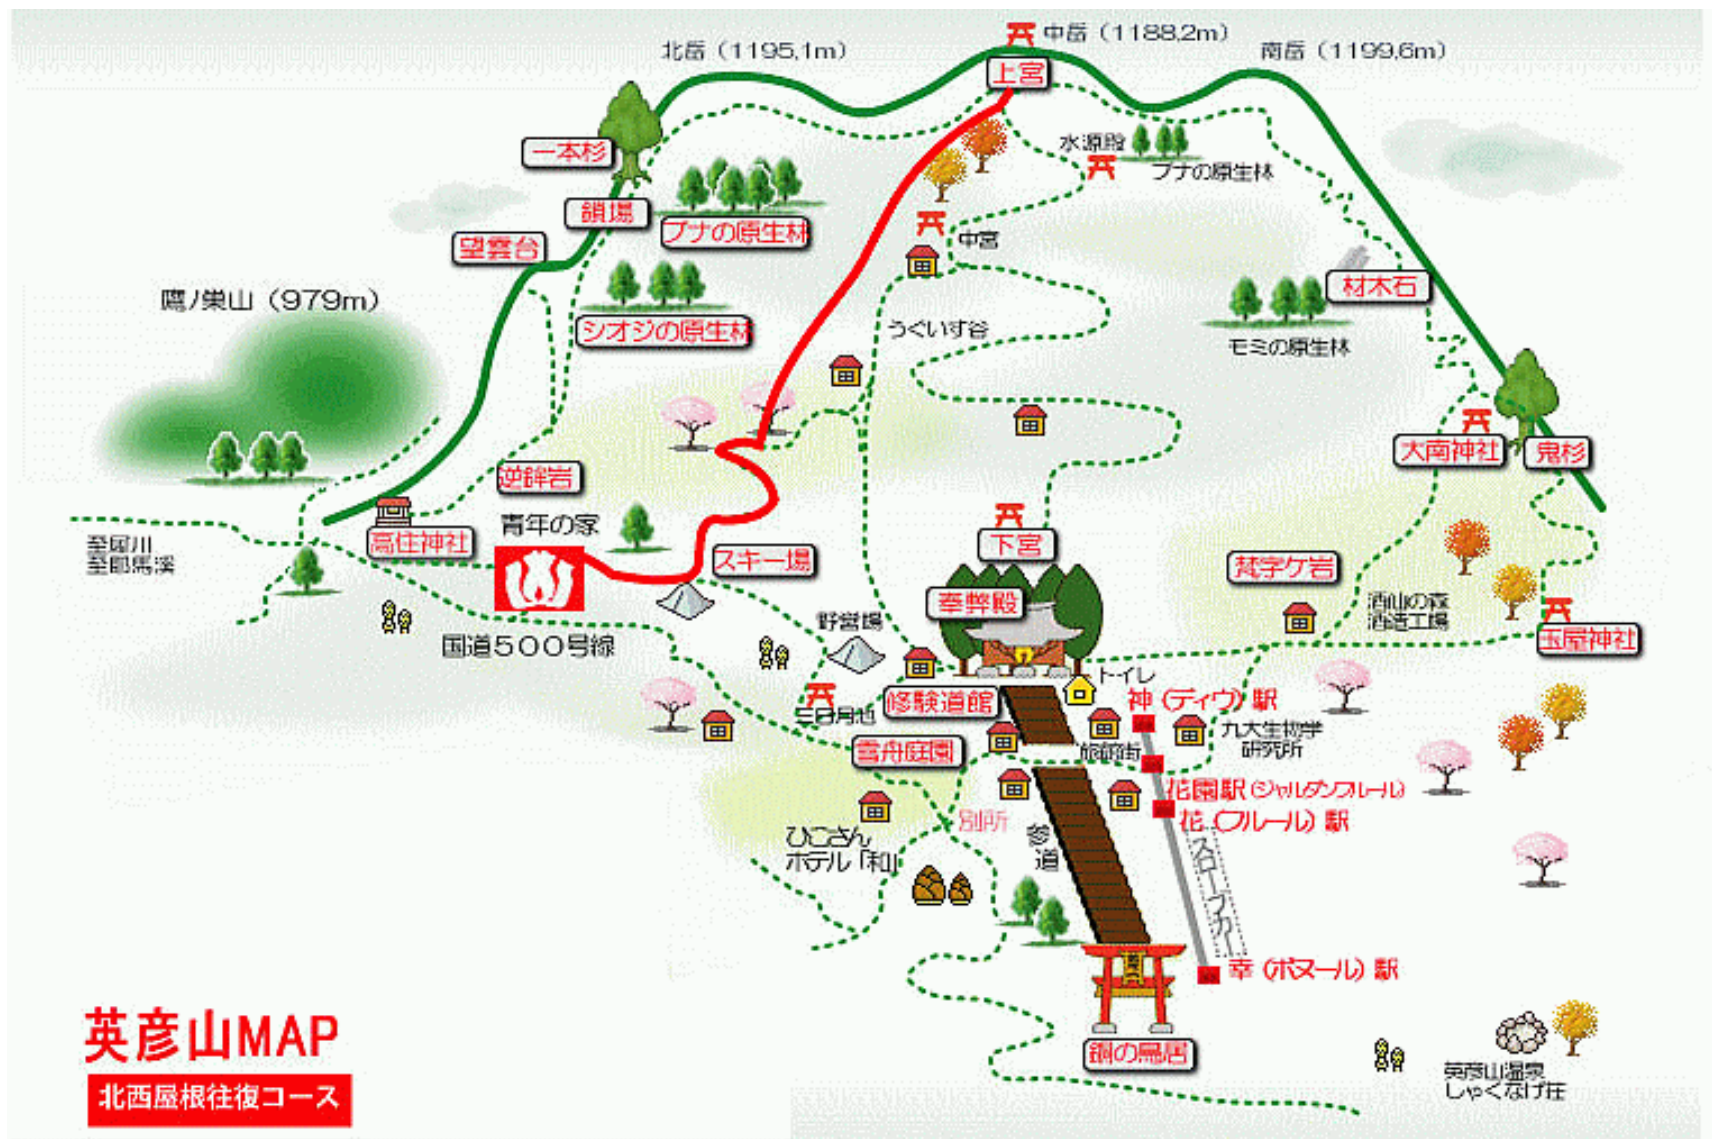 北岳（1195,1m）
中岳（1188,2m）
南岳（1199,6m）
上宮
一本杉
水源殿
ブナの原生林
鎖場
ブナの原生林
望雲台
中宮
材木石
鷹ノ巣山（979m）
シオジの原生林
うぐいす谷
モミの原生林
大南神社
鬼杉
逆鉾岩
青年の家
高住神社
至犀川
至耶馬溪
スキー場
下宮
梵字ケ岩
奉弊殿
酒山の森
酒造工場
野営場
玉屋神社
国道500号線
トイレ
修験道館
神（ディヴ）駅
三日月池
雪舟庭園
旅館街
九大生物学
研究所
花園駅（ジャルダンフルール）
花（フルール）駅
別所
参道
ひこさん
ホテル「和」
スロープカー
幸（ボヌール）駅
銅の鳥居
英彦山温泉
しゃくなげ荘
英彦山MAP
北西屋根往復コース